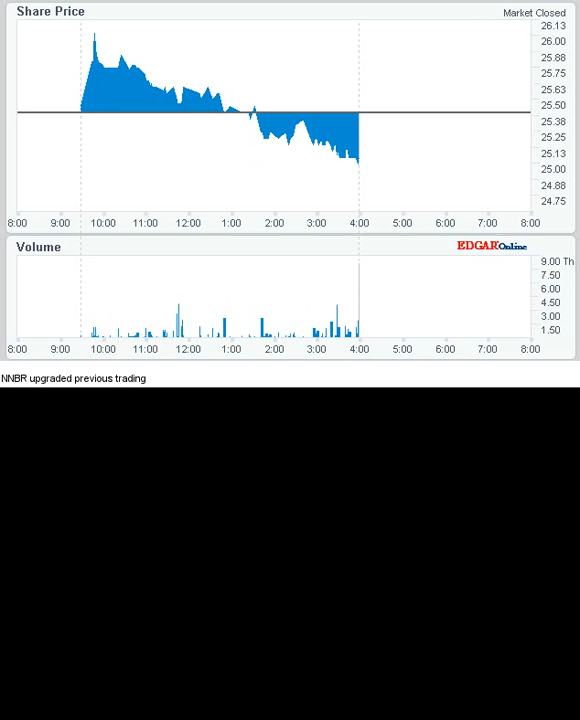 Share Price
Market Closed
26.13
26.00
25.88
25.75
25.63
25.50
25.38
25.25
25.13
25.00
24.88
24.75
8:00 9:00 10:00 11:00 12:00 1:00 2:00 3:00 4:00 5:00 6:00 7:00 8:00
Volume
EDGAR Online
9.00 Th
7.50
6.00
4.50
3.00
1.50
8:00 9:00 10:00 11:00 12:00 1:00 2:00 3:00 4:00 5:00 6:00 7:00 8:00
NNBR upgraded previous trading